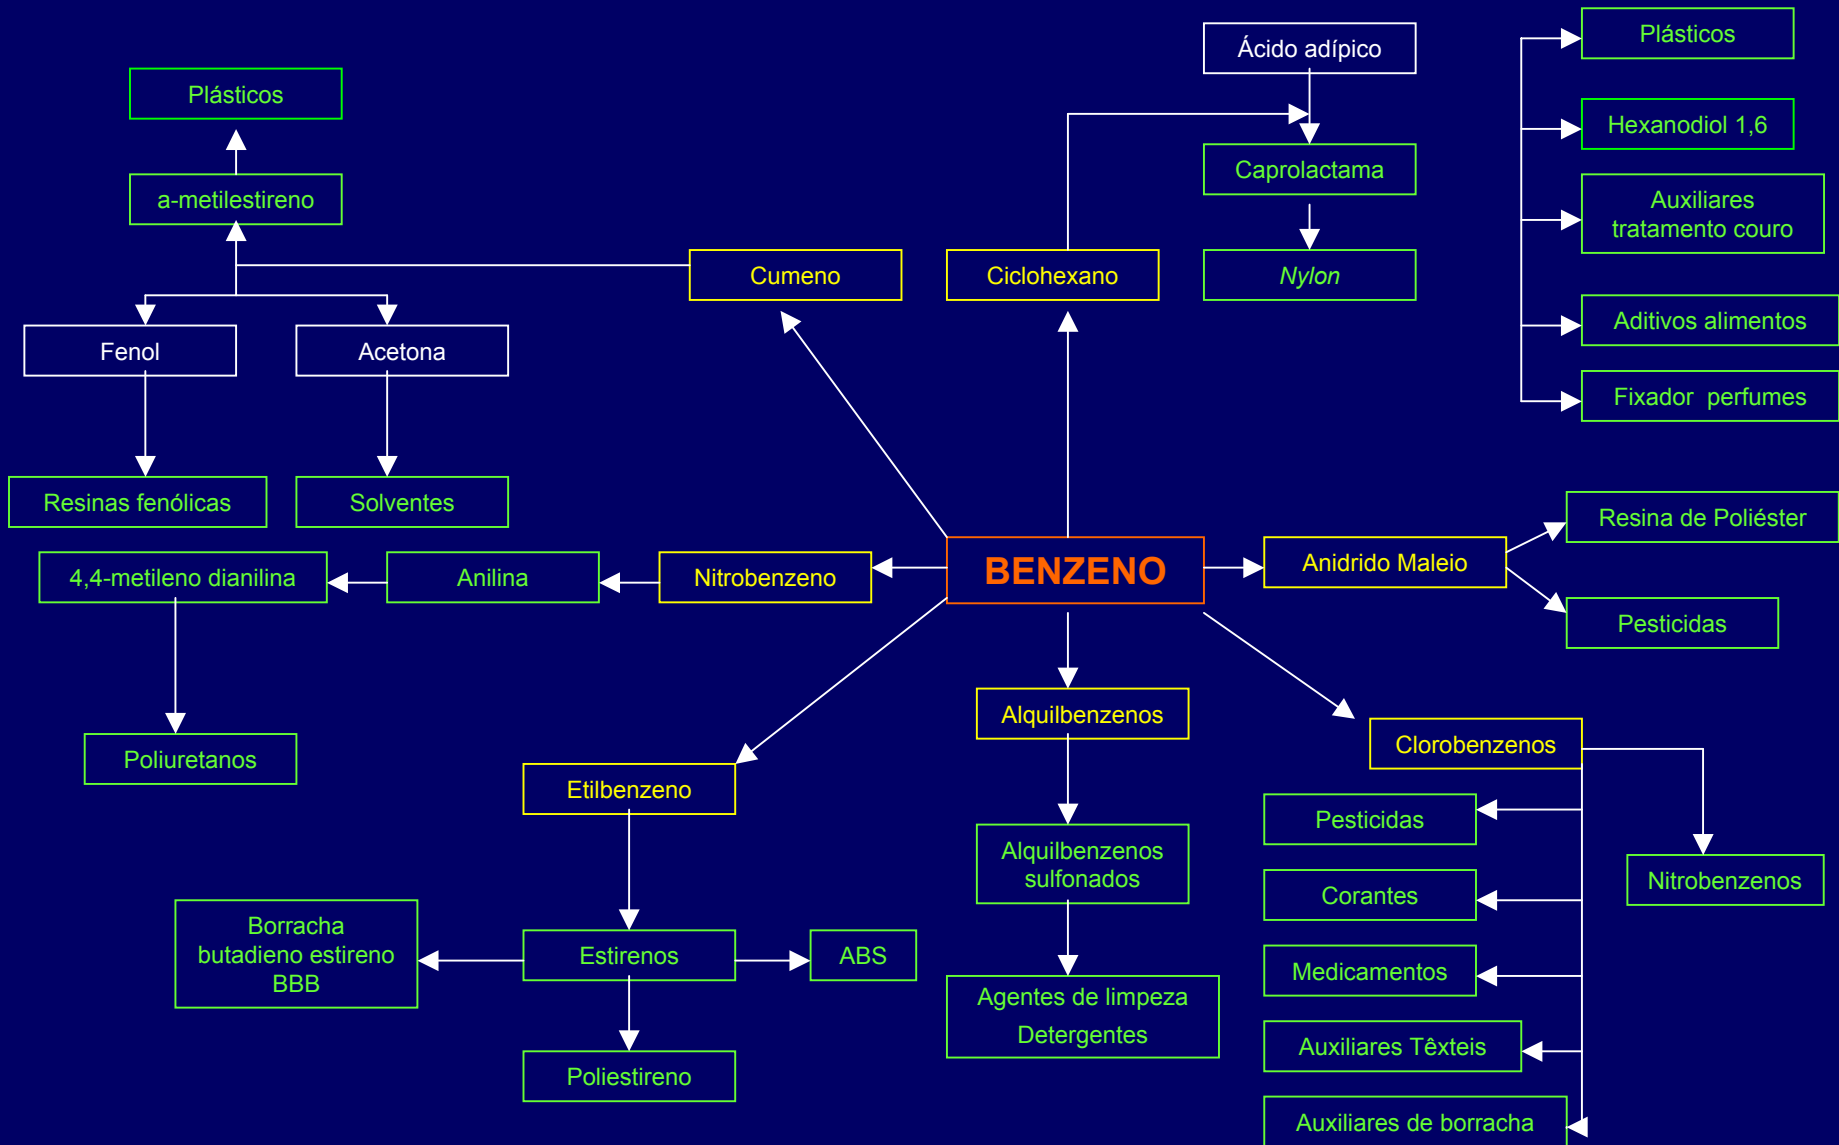 Ácido adípico
Plásticos
Plásticos
Hexanodiol 1,6
Caprolactama
a-metilestireno
Auxiliares
tratamento couro
Cumeno
Ciclohexano
Nylon
Aditivos alimentos
Fenol
Acetona
Fixador perfumes
Resinas fenólicas
Solventes
Resina de Poliéster
4,4-metileno dianilina
Anilina
Nitrobenzeno
BENZENO
Anidrido Maleio
Pesticidas
Alquilbenzenos
Clorobenzenos
Poliuretanos
Etilbenzeno
Pesticidas
Alquilbenzenos
sulfonados
Nitrobenzenos
Corantes
Borracha
butadieno estireno
BBB
Estirenos
ABS
Medicamentos
Agentes de limpeza
Detergentes
Auxiliares Têxteis
Poliestireno
Auxiliares de borracha